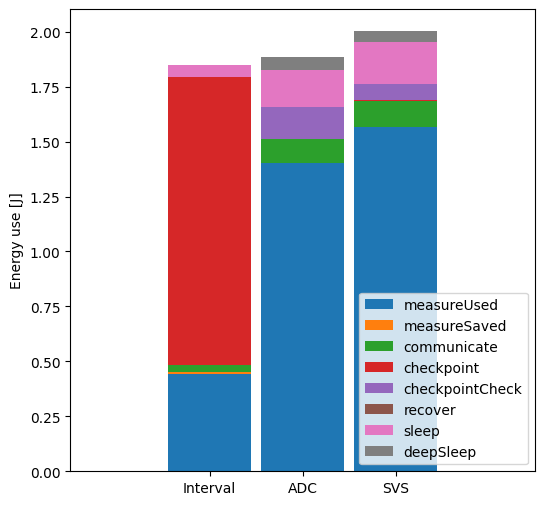 2.00
1.75
1.50
1.25
1.00
0.75
0.50
0.25
0.00
Energy use [J]
measureUsed
measureSaved
communicate
checkpoint
checkpointCheck
recover
sleep
deepSleep
Interval ADC SVS